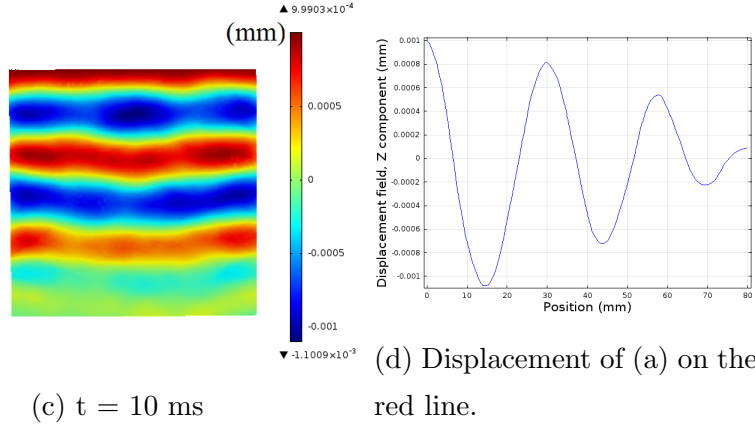 ▲ 9.9903×10⁻⁴
(mm)
0.0005
0
-0.0005
-0.001
▼ -1.1009×10⁻³
(c) t = 10 ms
0.001
0.0008
0.0006
0.0004
0.0002
0
-0.0002
-0.0004
-0.0006
-0.0008
-0.001
Displacement field, Z component (mm)
0 10 20 30 40 50 60 70 80
Position (mm)
(d) Displacement of (a) on the
red line.